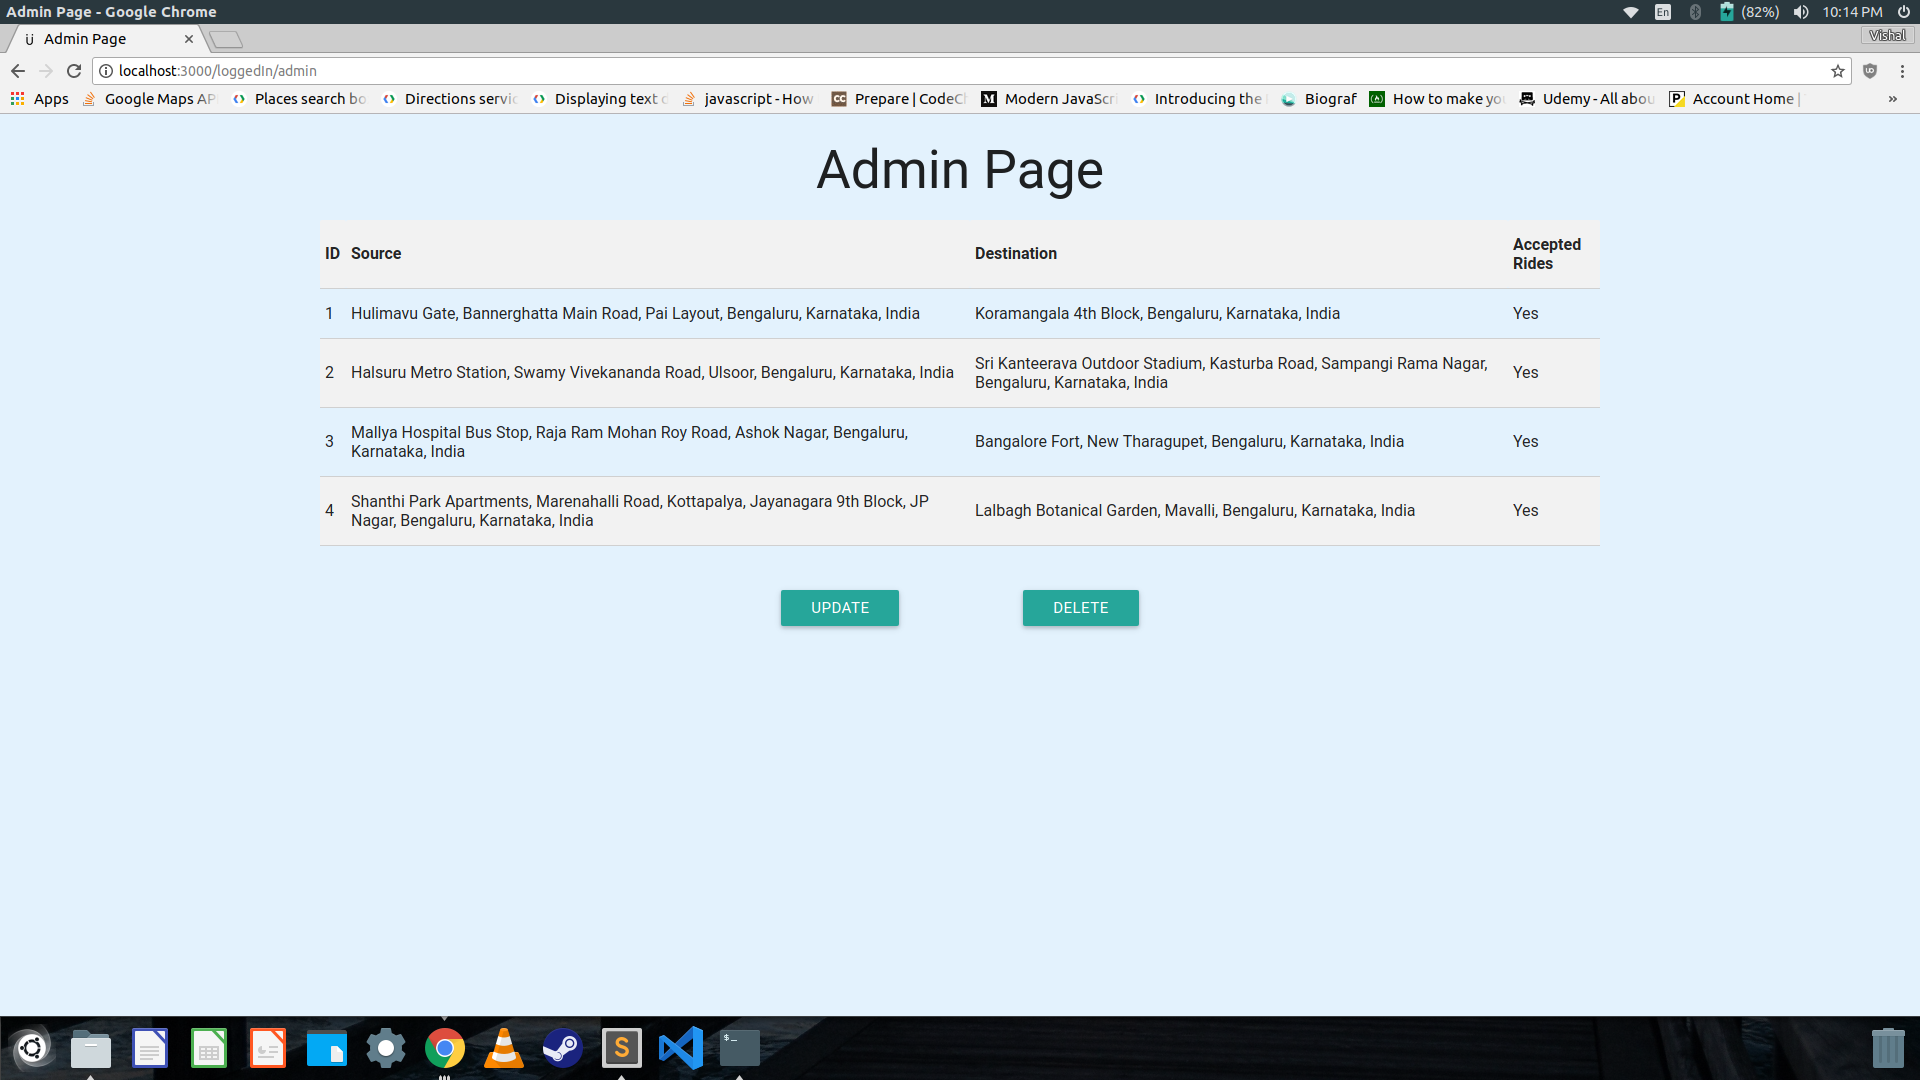 Admin Page - Google Chrome
En
(82%)
10:14 PM
Admin Page
Vishal
localhost:3000/loggedIn/admin
Apps
Google Maps AP
Places search bo
Directions servic
Displaying text
javascript - How
Prepare | CodeCh
Modern JavaScri
Introducing the
Biograf
How to make you
Udemy - All abou
Account Home |
»
Admin Page
ID Source Destination Accepted
Rides
1 Hulimavu Gate, Bannerghatta Main Road, Pai Layout, Bengaluru, Karnataka, India Koramangala 4th Block, Bengaluru, Karnataka, India Yes
2 Halsuru Metro Station, Swamy Vivekananda Road, Ulsoor, Bengaluru, Karnataka, India Sri Kanteerava Outdoor Stadium, Kasturba Road, Sampangi Rama Nagar,
Bengaluru, Karnataka, India Yes
3 Mallya Hospital Bus Stop, Raja Ram Mohan Roy Road, Ashok Nagar, Bengaluru,
Karnataka, India Bangalore Fort, New Tharagupet, Bengaluru, Karnataka, India Yes
4 Shanthi Park Apartments, Marenahalli Road, Kottapalya, Jayanagara 9th Block, JP
Nagar, Bengaluru, Karnataka, India Lalbagh Botanical Garden, Mavalli, Bengaluru, Karnataka, India Yes
UPDATE
DELETE
S
$_